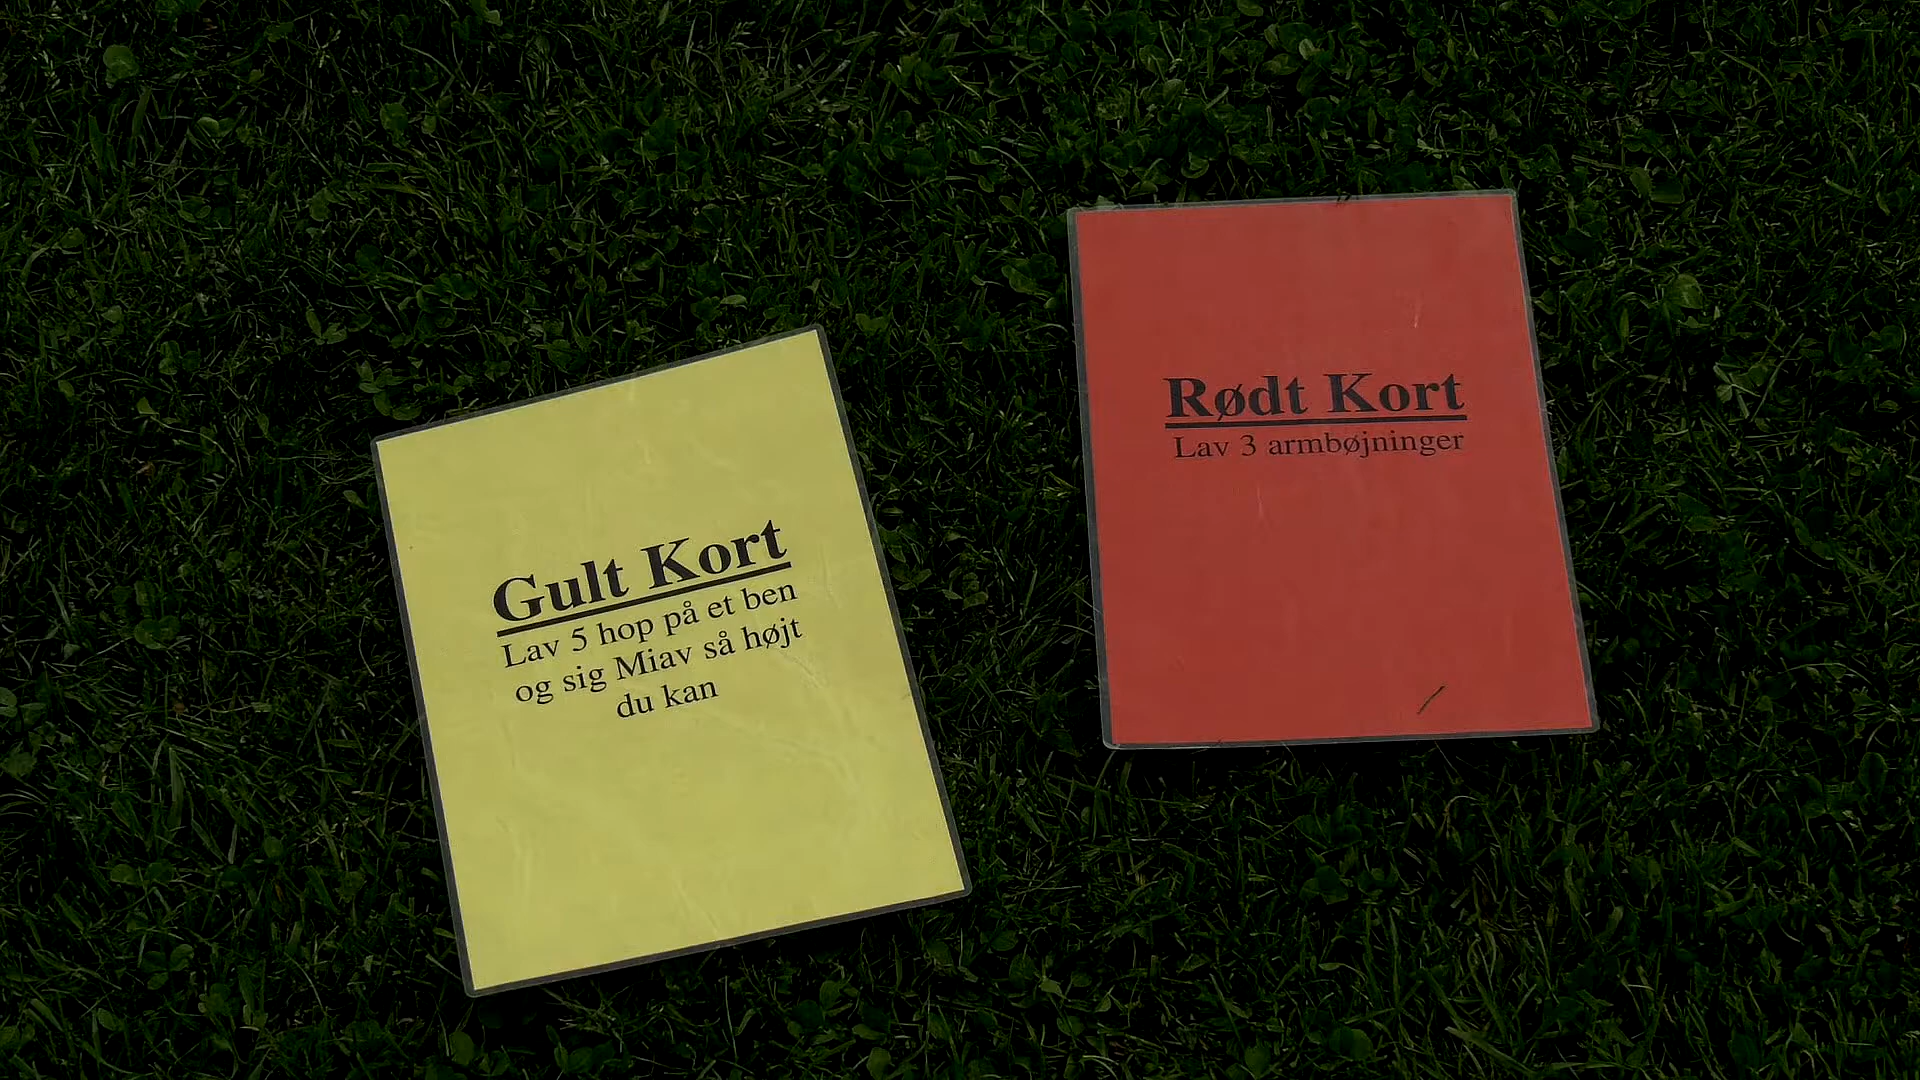 Gult Kort
Lav 5 hop på et ben
og sig Miav så højt
du kan
Rødt Kort
Lav 3 armbøjninger